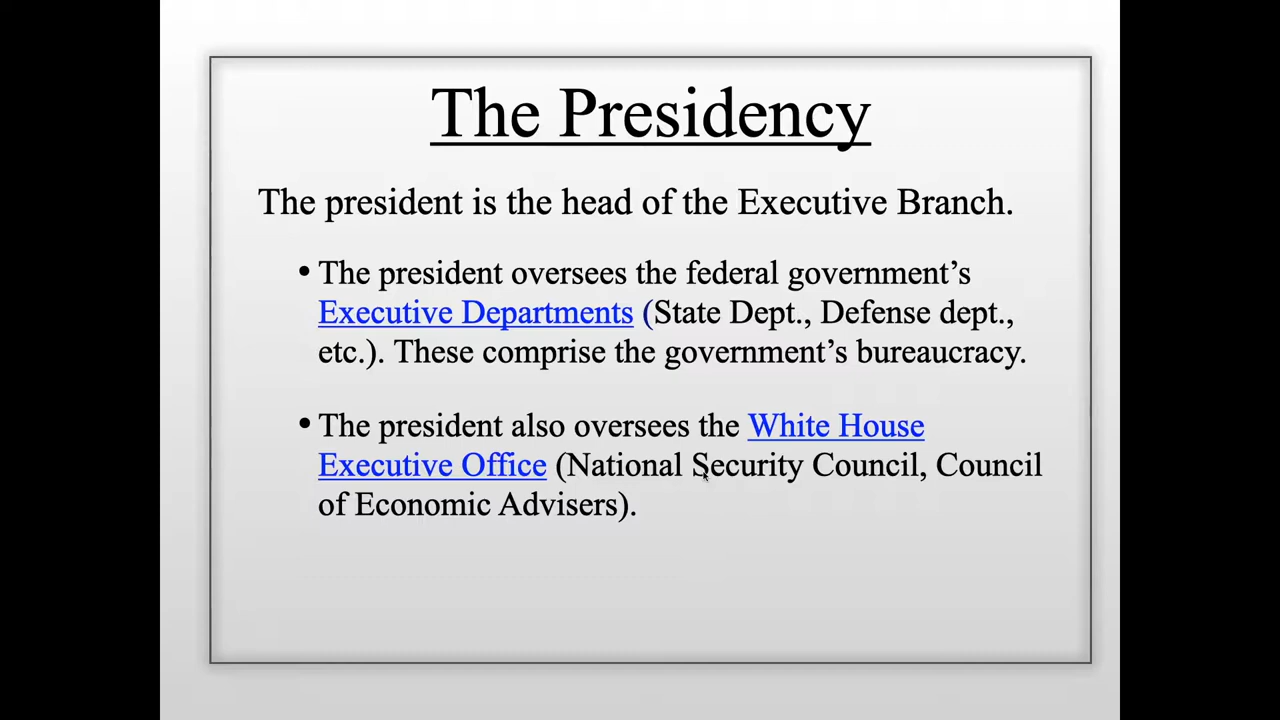 The Presidency
The president is the head of the Executive Branch.
• The president oversees the federal government’s
Executive Departments (State Dept., Defense dept.,
etc.). These comprise the government’s bureaucracy.
• The president also oversees the White House
Executive Office (National Security Council, Council
of Economic Advisers).